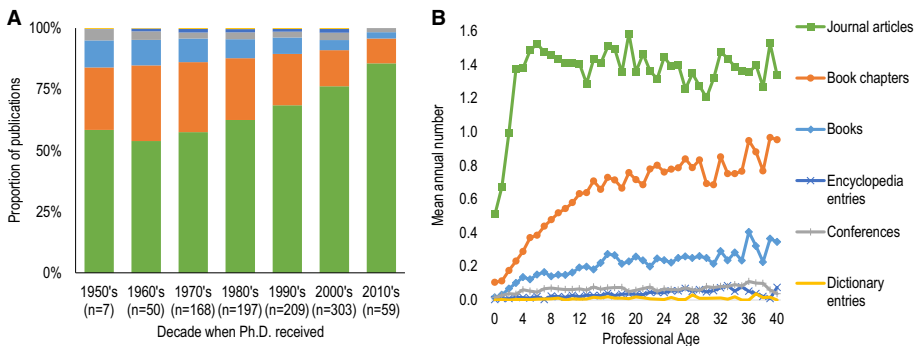 A
100%
75%
50%
25%
0%
Proportion of publications
1950's 1960's 1970's 1980's 1990's 2000's 2010's
(n=7) (n=50) (n=168) (n=197) (n=209) (n=303) (n=59)
Decade when Ph.D. received
B
1.6
1.4
1.2
1.0
0.8
0.6
0.4
0.2
0.0
Mean annual number
0 4 8 12 16 20 24 28 32 36 40
Professional Age
Journal articles
Book chapters
Books
Encyclopedia
entries
Conferences
Dictionary
entries